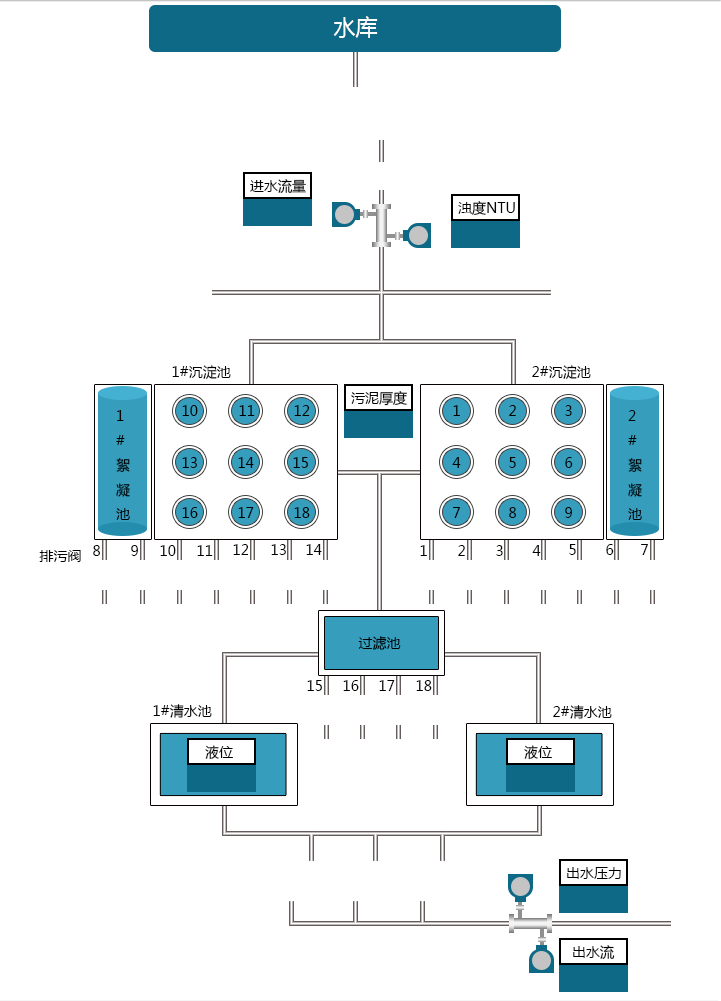 水库
进水流量
浊度NTU
1#沉淀池
2#沉淀池
污泥厚度
1
#
絮
凝
池
10 11 12
13 14 15
16 17 18
1 2 3
4 5 6
7 8 9
2
#
絮
凝
池
排污阀
8 9 10 11 12 13 14
1 2 3 4 5 6 7
过滤池
15 16 17 18
1#清水池
2#清水池
液位
液位
出水压力
出水流